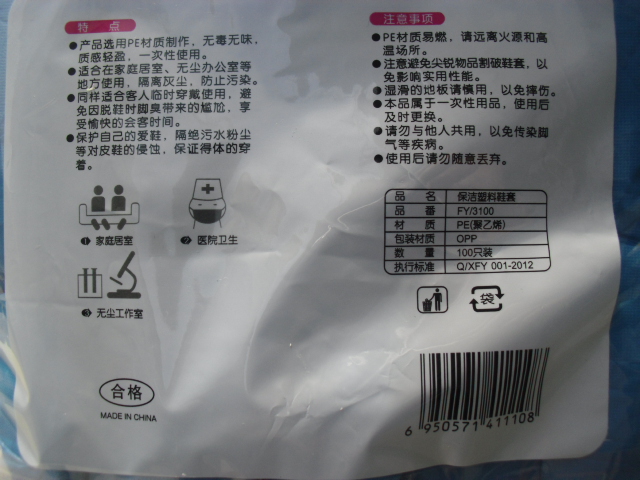 特 点
●产品选用PE材质制作，无毒无味，
质感轻盈，一次性使用。
●适合在家庭居室、无尘办公室等
地方使用，隔离灰尘，防止污染。
●同样适合客人临时穿戴使用，避
免因脱鞋时脚臭带来的尴尬，享
受愉快的会客时间。
●保护自己的爱鞋，隔绝污水粉尘
等对皮鞋的侵蚀，保证得体的穿
着。
1 家庭居室
2 医院卫生
3 无尘工作室
合格
MADE IN CHINA
注意事项
●PE材质易燃，请远离火源和高
温场所。
●注意避免尖锐物品割破鞋套，以
免影响实用性能。
●湿滑的地板请慎用，以免摔伤。
●本品属于一次性用品，使用后
及时更换。
●请勿与他人共用，以免传染脚
气等疾病。
●使用后请勿随意丢弃。
品 名 保洁塑料鞋套
品 番 FY/3100
材 质 PE(聚乙烯)
包装材质 OPP
数 量 100只装
执行标准 Q/XFY 001-2012
袋
6 950571 411108